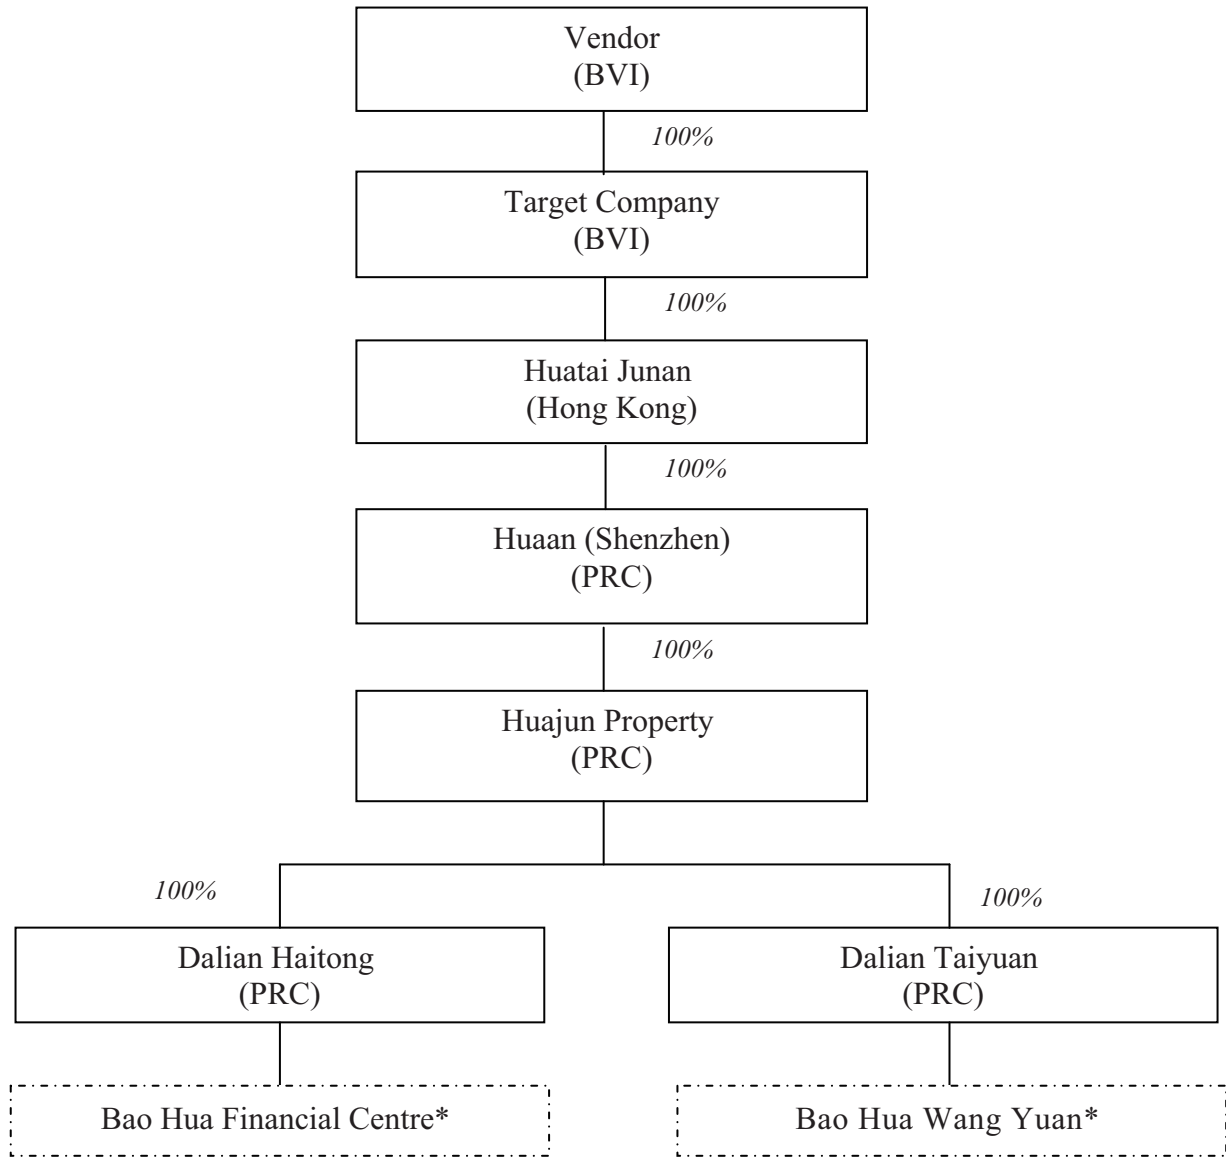 Vendor
(BVI)
100%
Target Company
(BVI)
100%
Huatai Junan
(Hong Kong)
100%
Huaan (Shenzhen)
(PRC)
100%
Huajun Property
(PRC)
100%
100%
Dalian Haitong
(PRC)
Dalian Taiyuan
(PRC)
Bao Hua Financial Centre*
Bao Hua Wang Yuan*